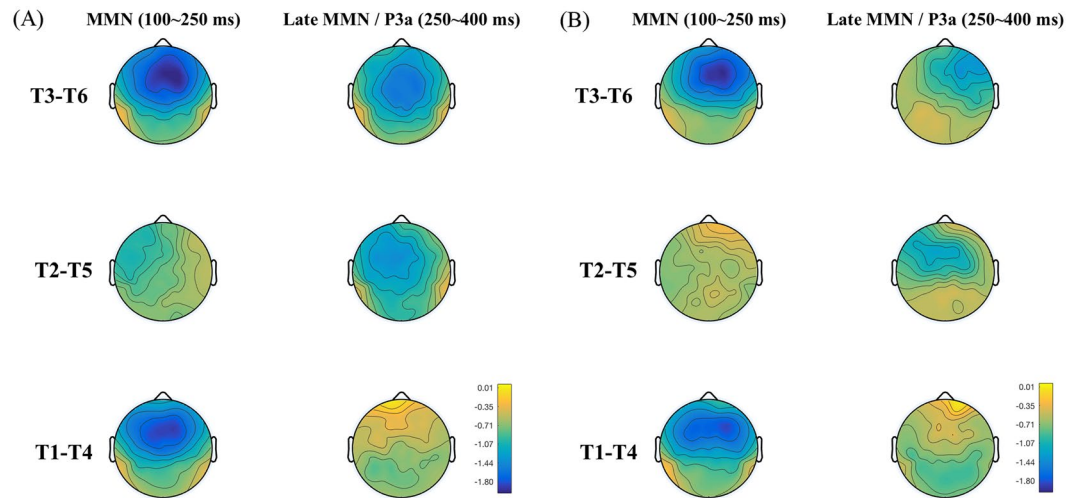 (A) MMN (100~250 ms) Late MMN / P3a (250~400 ms) (B) MMN (100~250 ms) Late MMN / P3a (250~400 ms)
T3-T6 T3-T6
T2-T5 T2-T5
T1-T4 T1-T4
0.01 0.01
-0.35 -0.35
-0.71 -0.71
-1.07 -1.07
-1.44 -1.44
-1.80 -1.80